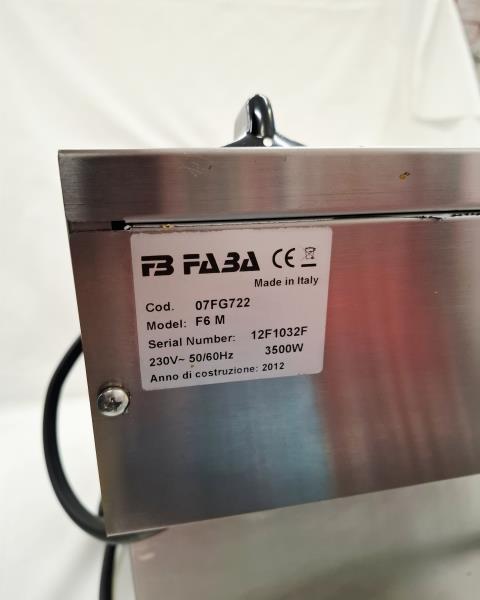 FB FABA CE
Made in Italy
Cod. 07FG722
Model: F6 M
Serial Number: 12F1032F
230V~ 50/60Hz 3500W
Anno di costruzione: 2012